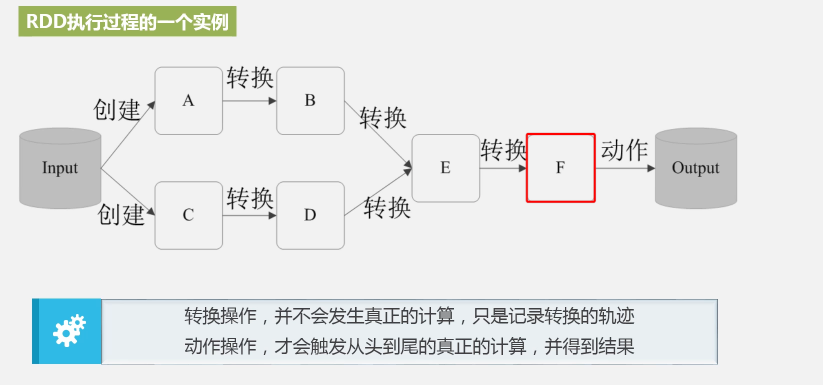 RDD执行过程的一个实例
创建
A
转换
B
转换
Input
E
转换
F
动作
Output
创建
C
转换
D
转换
转换操作，并不会发生真正的计算，只是记录转换的轨迹
动作操作，才会触发从头到尾的真正的计算，并得到结果